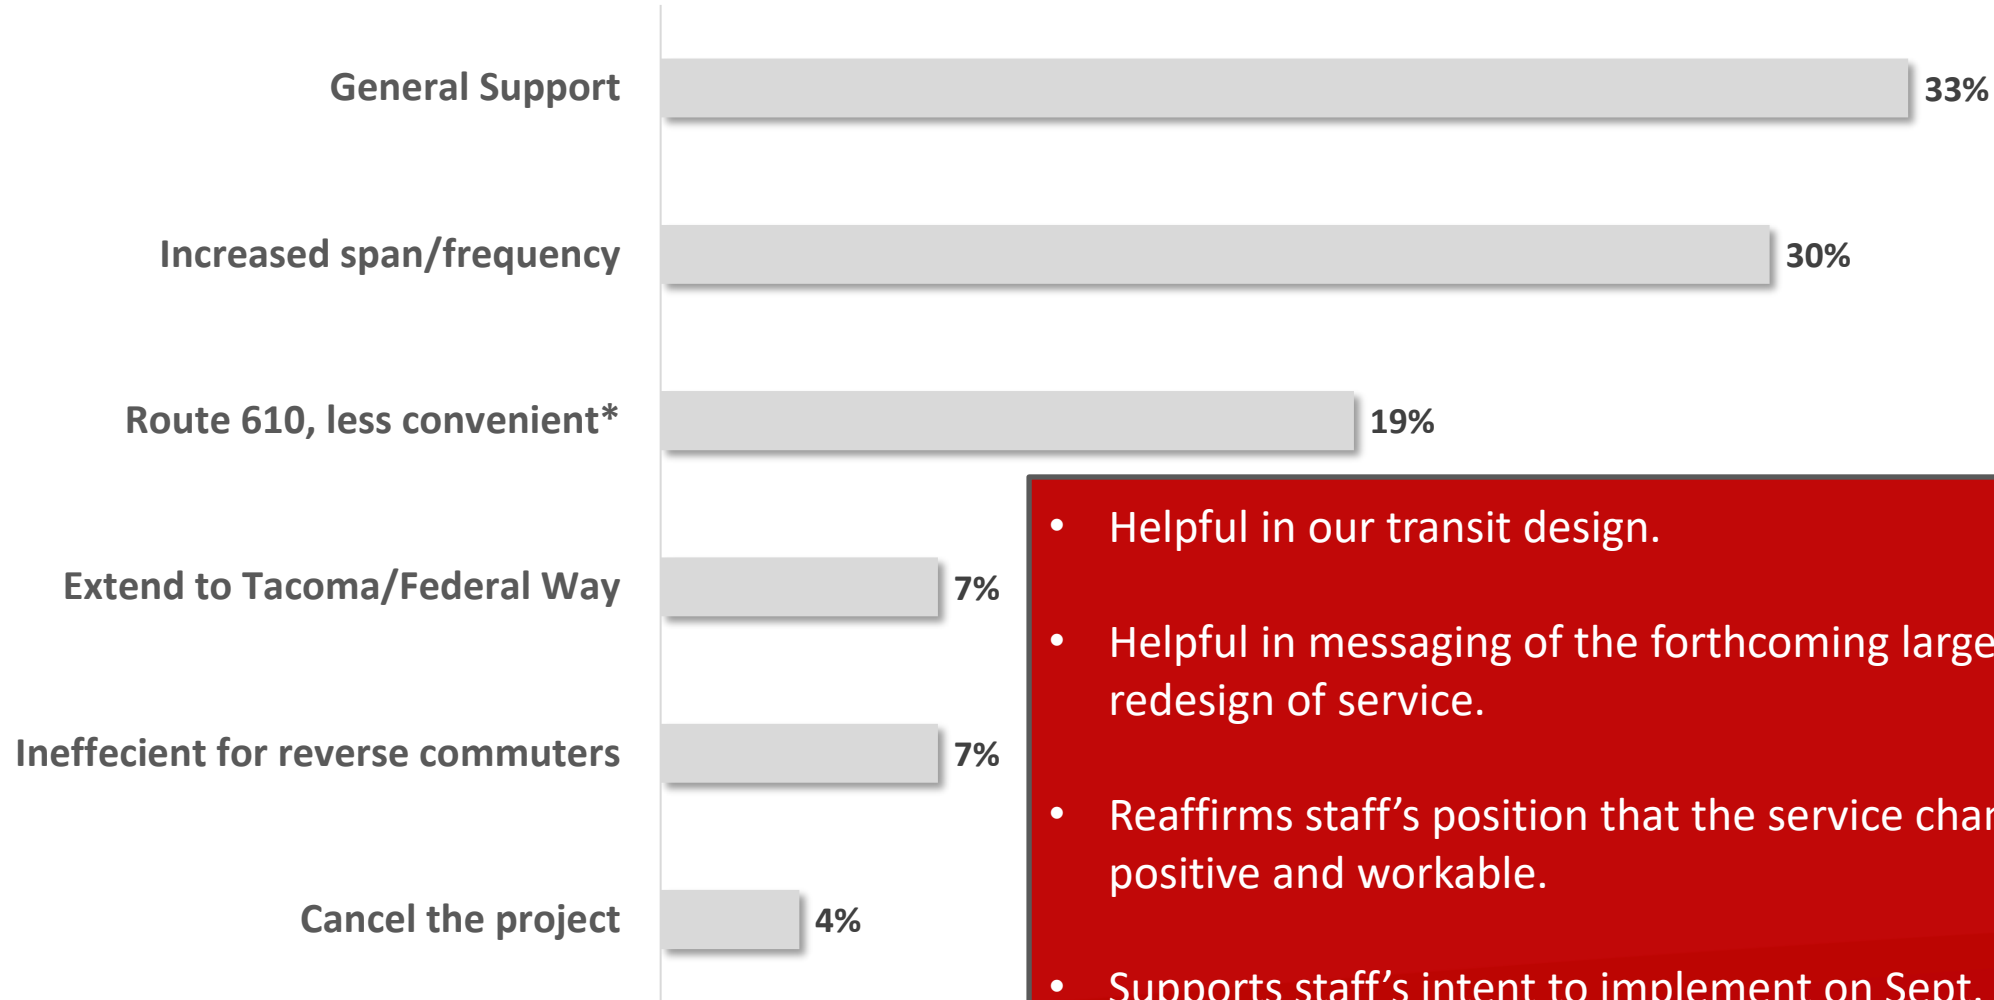 General Support
33%
Increased span/frequency
30%
Route 610, less convenient*
19%
Extend to Tacoma/Federal Way
7%
Ineffecient for reverse commuters
7%
Cancel the project
4%
• Helpful in our transit design.
• Helpful in messaging of the forthcoming large
redesign of service.
• Reaffirms staff’s position that the service
positive and workable.
• Supports staff’s intent to implement on Sept.